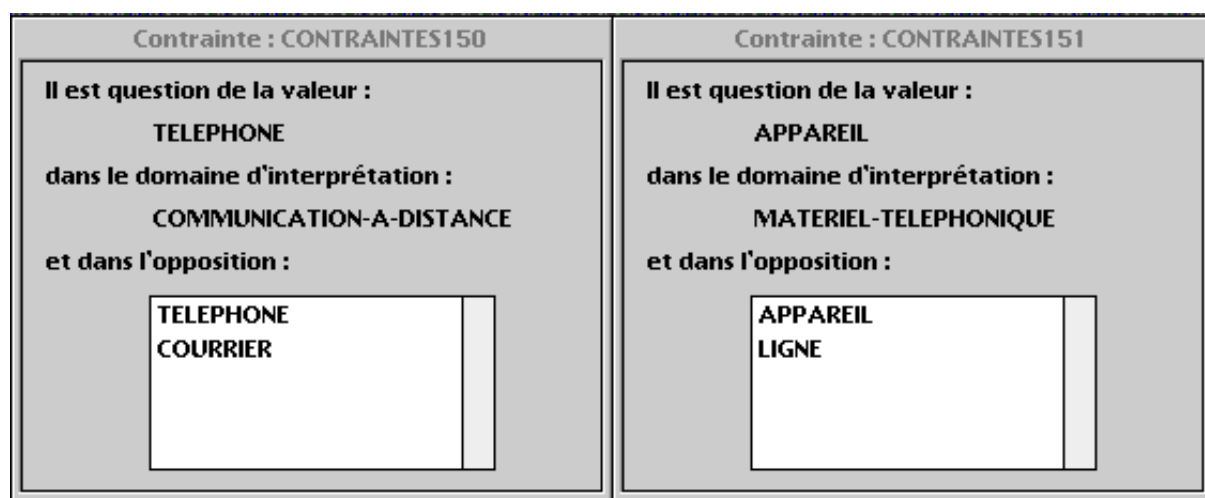 Contrainte : CONTRAINTES150
Il est question de la valeur :
TELEPHONE
dans le domaine d'interprétation :
COMMUNICATION-A-DISTANCE
et dans l'opposition :
TELEPHONE
COURRIER
Contrainte : CONTRAINTES151
Il est question de la valeur :
APPAREIL
dans le domaine d'interprétation :
MATERIEL-TELEPHONIQUE
et dans l'opposition :
APPAREIL
LIGNE